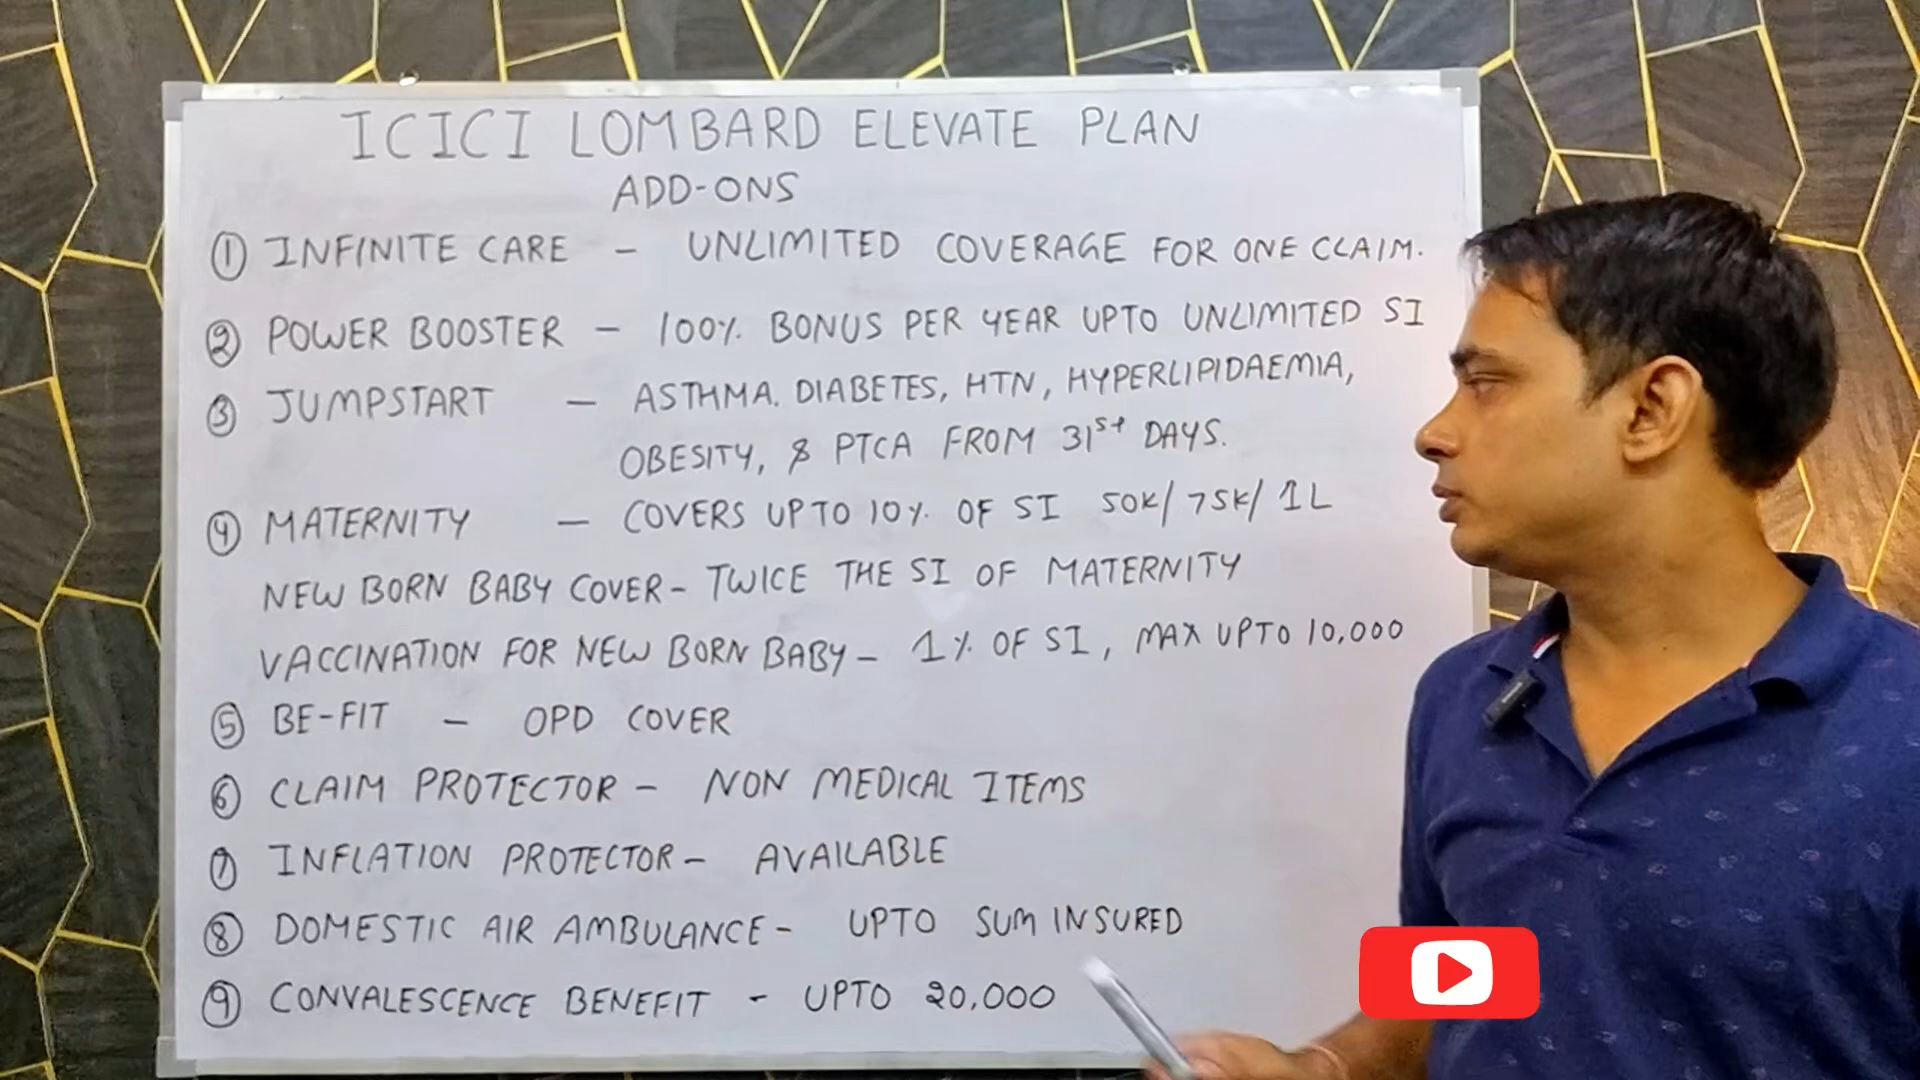 ICICI LOMBARD ELEVATE PLAN
ADD-ONS
① INFINITE CARE - UNLIMITED COVERAGE FOR ONE CLAIM.
② POWER BOOSTER - 100% BONUS PER YEAR UPTO UNLIMITED SI
③ JUMPSTART - ASTHMA. DIABETES, HTN, HYPERLIPIDAEMIA,
OBESITY, & PTCA FROM 31st DAYS.
④ MATERNITY - COVERS UPTO 10% OF SI 50K/75K/1L
NEW BORN BABY COVER - TWICE THE SI OF MATERNITY
VACCINATION FOR NEW BORN BABY - 1% OF SI, MAX UPTO 10,000
⑤ BE-FIT - OPD COVER
⑥ CLAIM PROTECTOR - NON MEDICAL ITEMS
⑦ INFLATION PROTECTOR - AVAILABLE
⑧ DOMESTIC AIR AMBULANCE - UPTO SUM INSURED
⑨ CONVALESCENCE BENEFIT - UPTO 20,000